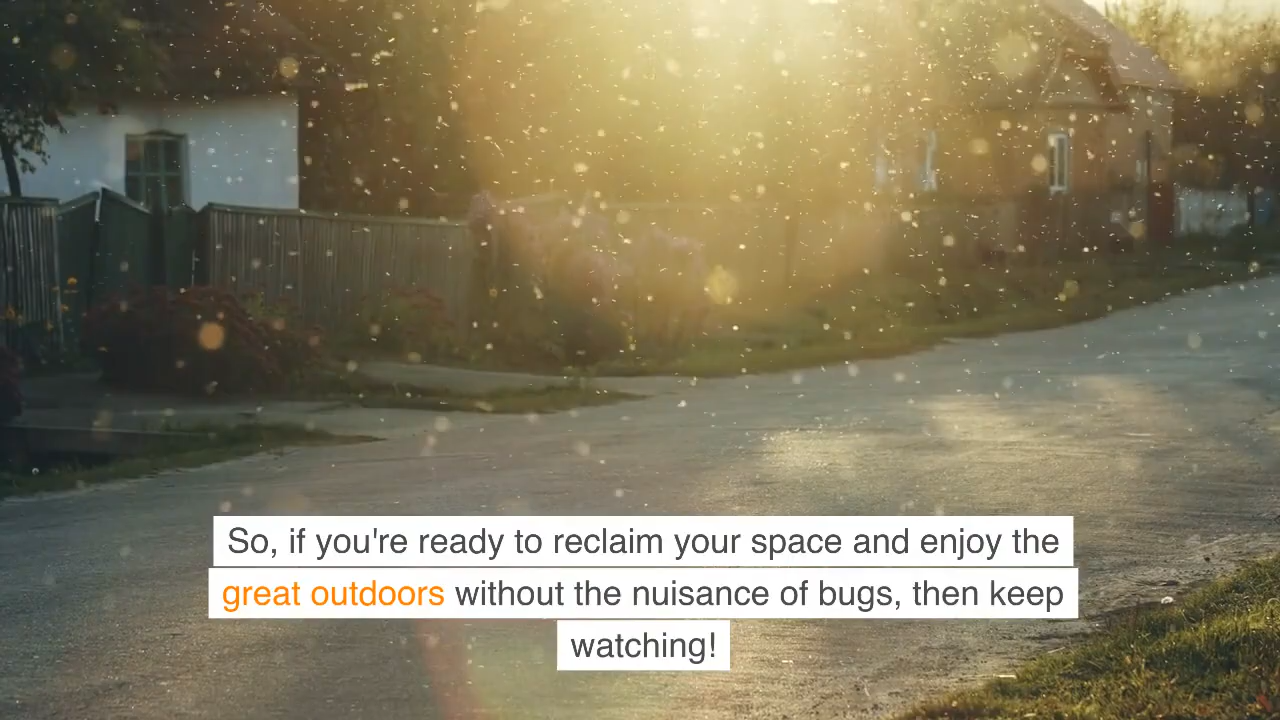 So, if you're ready to reclaim your space and enjoy the
great outdoors without the nuisance of bugs, then keep
watching!